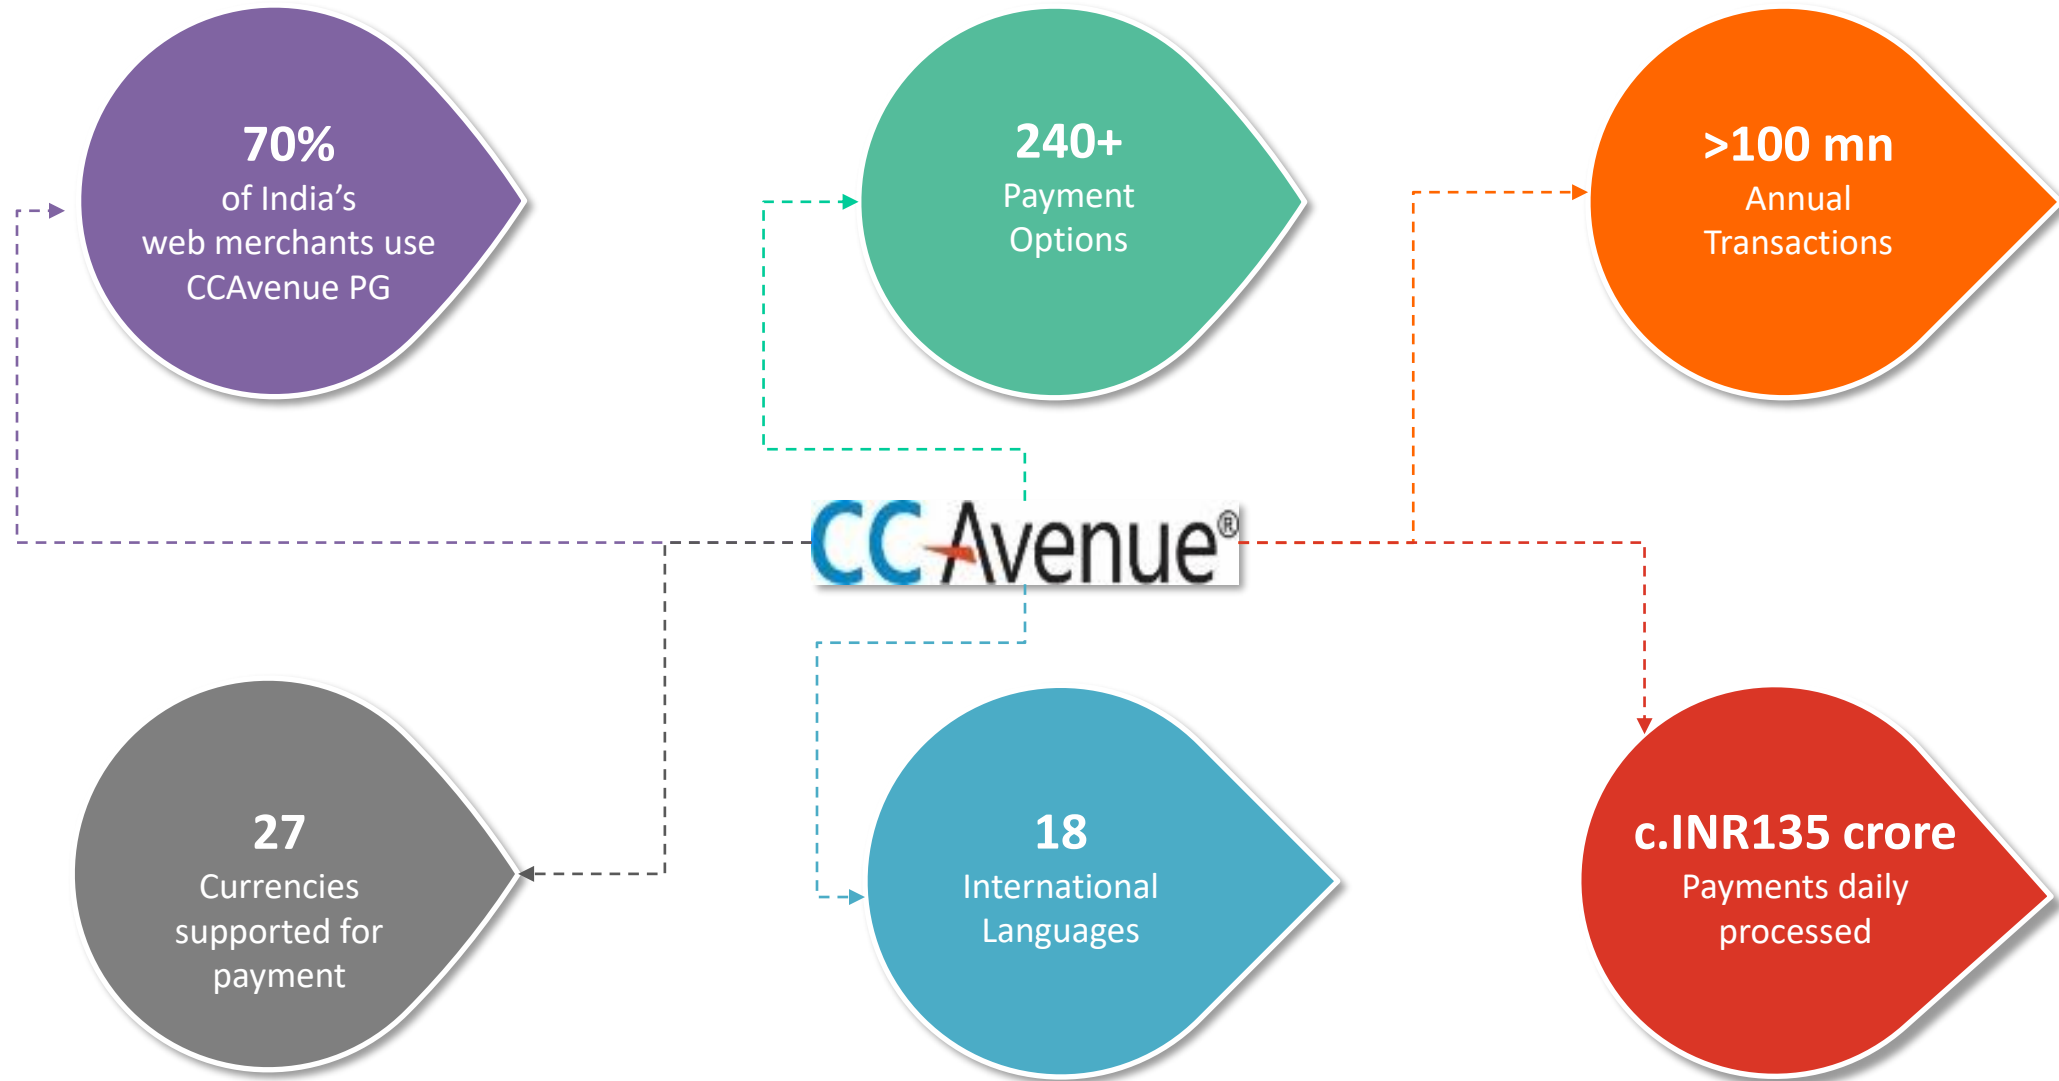 70%
of India’s
web merchants use
CCAvenue PG
240+
Payment
Options
>100 mn
Annual
Transactions
CCAvenue®
27
Currencies
supported for
payment
18
International
Languages
c.INR135 crore
Payments daily
processed